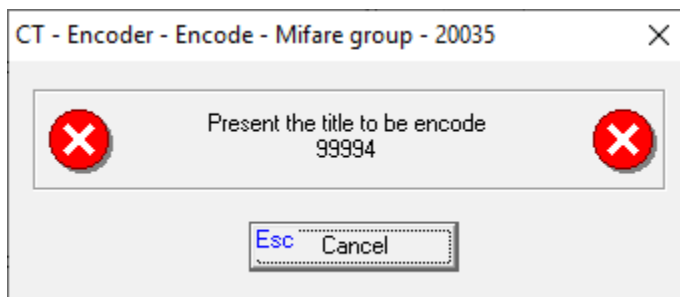 CT - Encoder - Encode - Mifare group - 20035
Present the title to be encode
99994
Esc Cancel